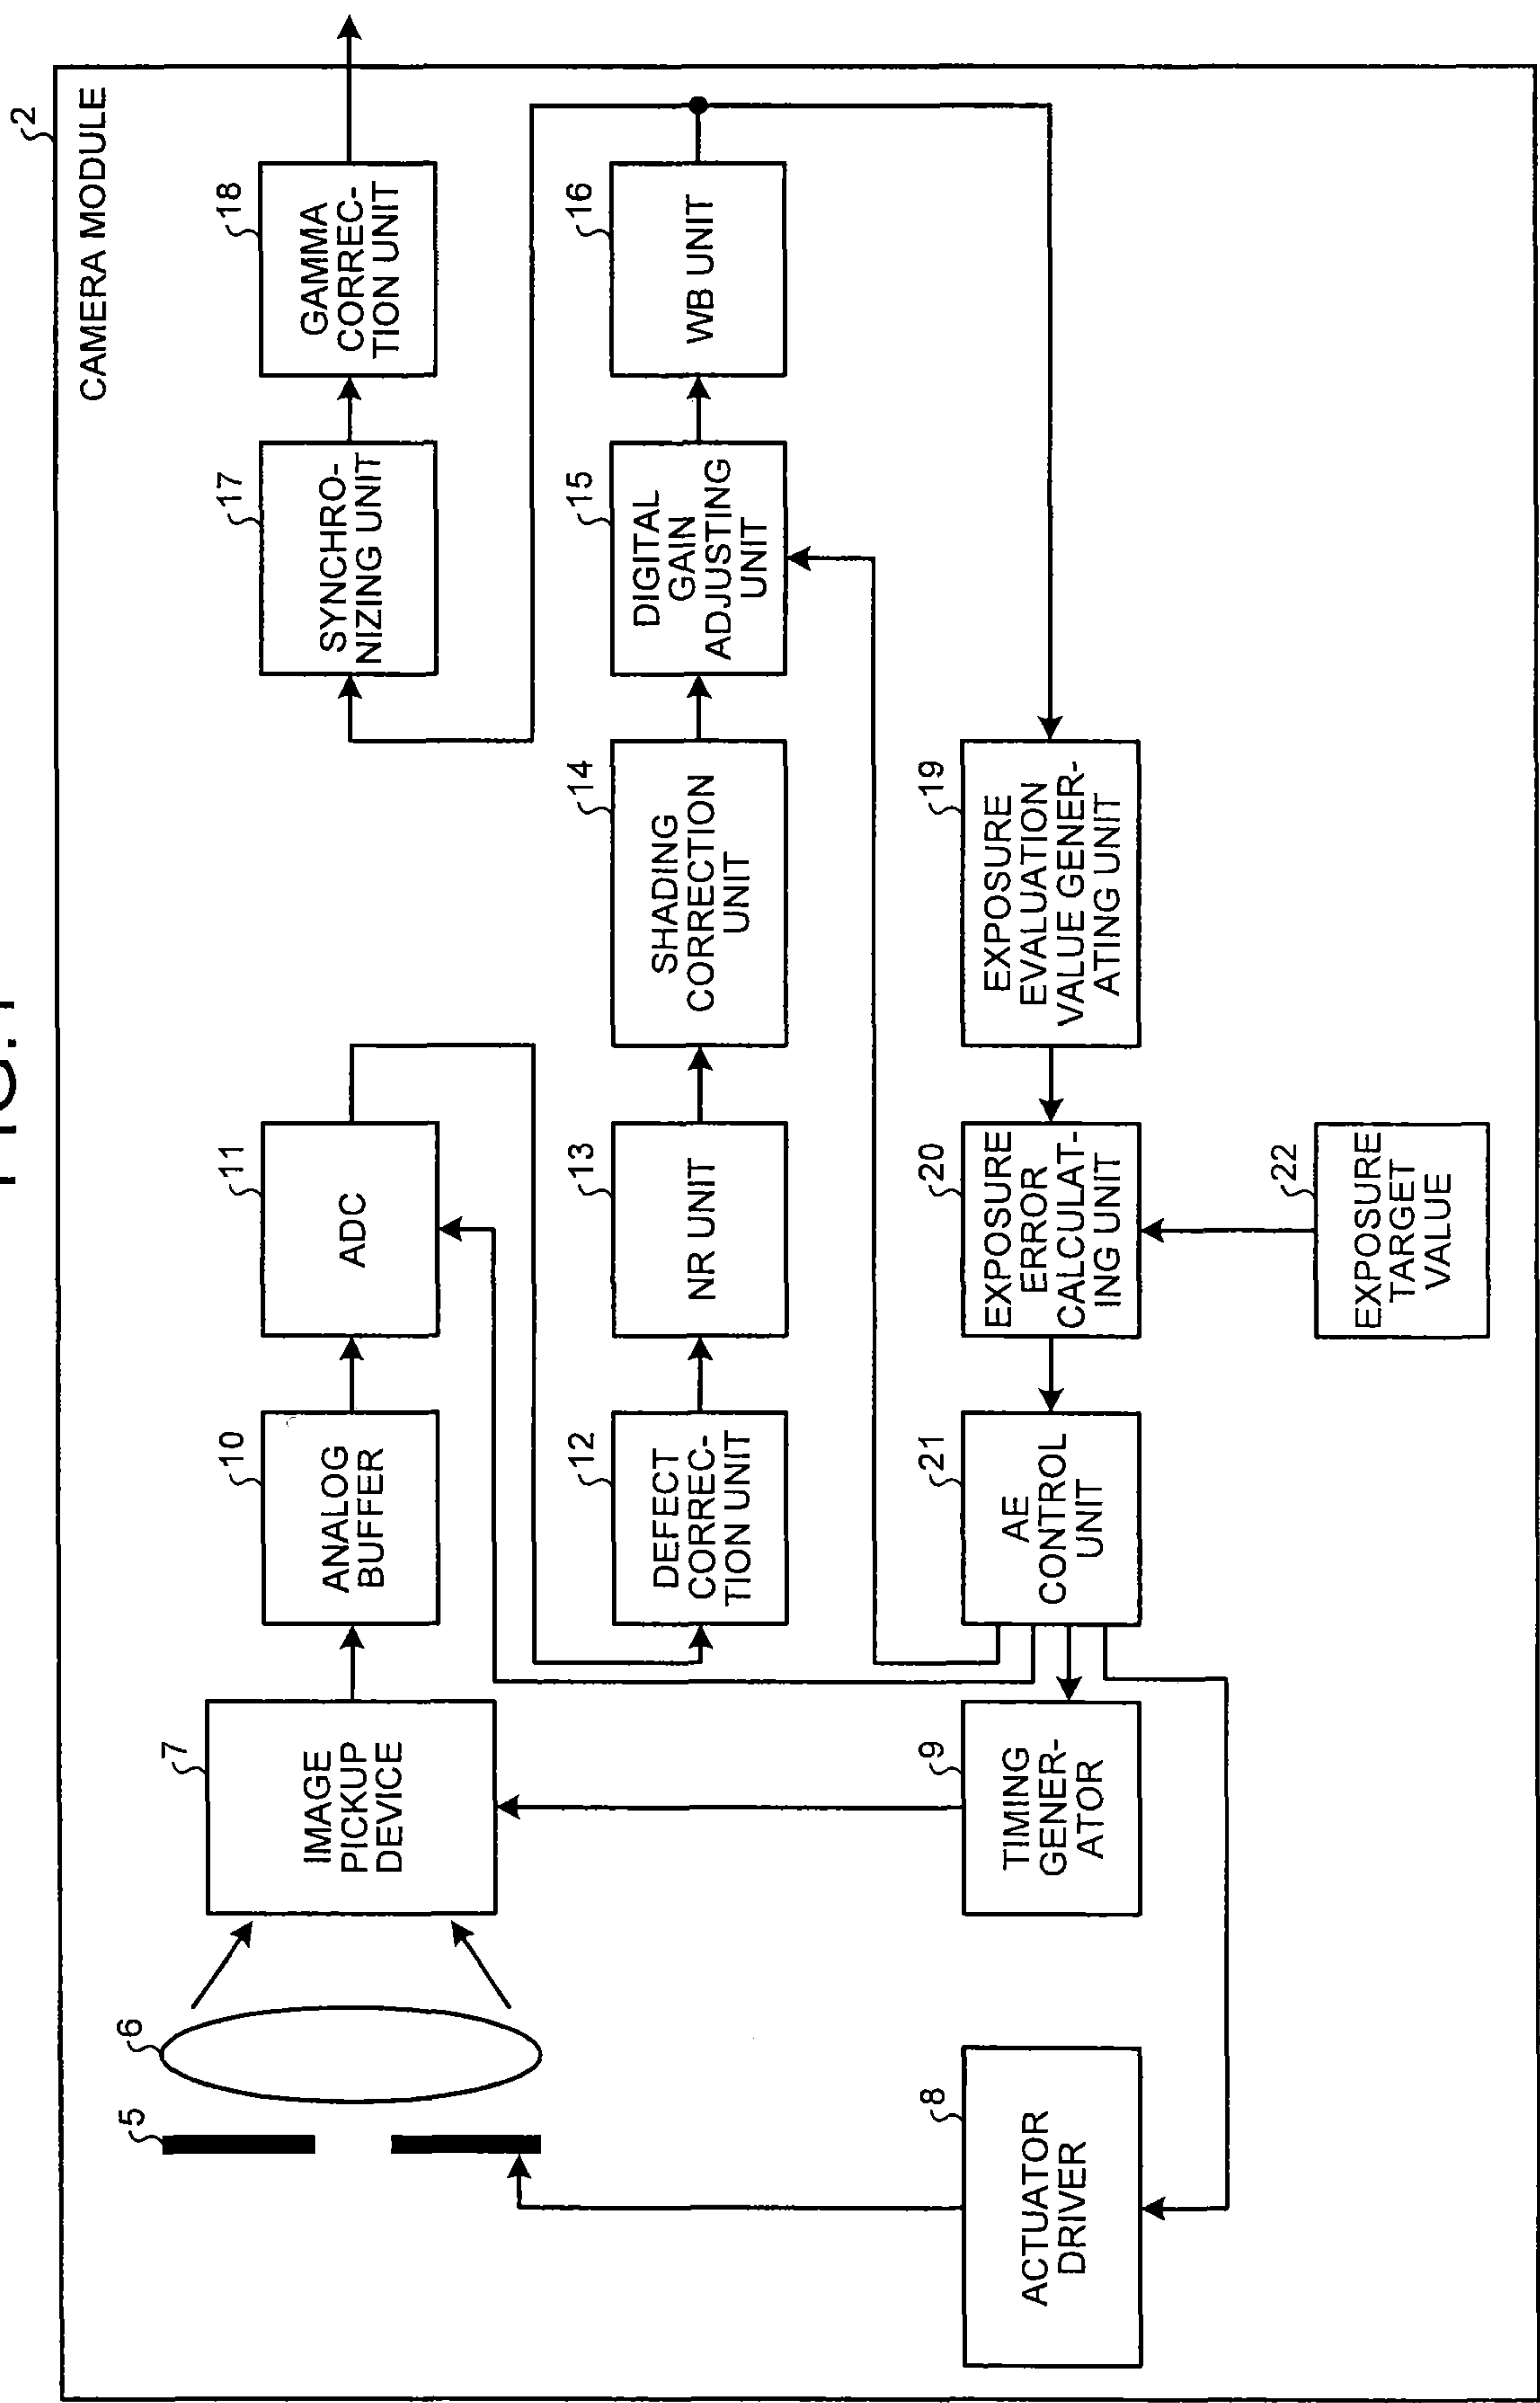 FIG. 1
2
CAMERA MODULE
5
6
7
IMAGE
PICKUP
DEVICE
10
ANALOG
BUFFER
11
ADC
17
SYNCHRO-
NIZING UNIT
18
GAMMA
CORREC-
TION UNIT
12
DEFECT
CORREC-
TION UNIT
13
NR UNIT
14
SHADING
CORRECTION
UNIT
15
DIGITAL
GAIN
ADJUSTING
UNIT
16
WB UNIT
8
ACTUATOR
DRIVER
9
TIMING
GENER-
ATOR
21
AE
CONTROL
UNIT
20
EXPOSURE
ERROR
CALCULAT-
ING UNIT
19
EXPOSURE
EVALUATION
VALUE GENER-
ATING UNIT
22
EXPOSURE
TARGET
VALUE